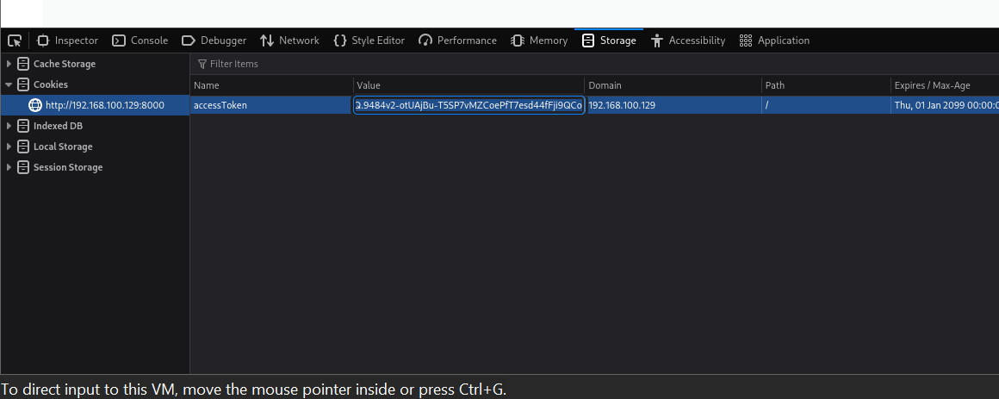 Inspector Console Debugger Network Style Editor Performance Memory Storage Accessibility Application
Cache Storage
Filter Items
Cookies
Name Value Domain Path Expires / Max-Age
http://192.168.100.129:8000
accessToken Q.9484v2-otUAjBu-T5SP7vMZCoePfT7esd44fFji9QCo 192.168.100.129 / Thu, 01 Jan 2099 00:00:0
Indexed DB
Local Storage
Session Storage
To direct input to this VM, move the mouse pointer inside or press Ctrl+G.